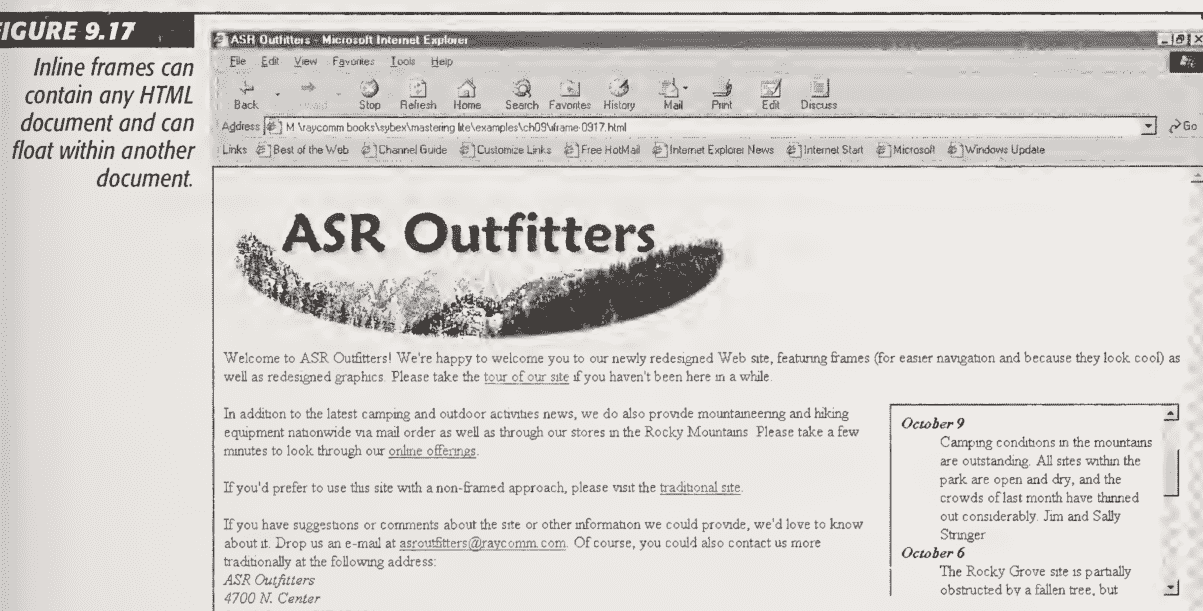 FIGURE 9.17
Inline frames can
contain any HTML
document and can
float within another
document.
ASR Outfitters - Microsoft Internet Explorer
File Edit View Favorites Tools Help
Back Stop Refresh Home Search Favorites History Mail Print Edit Discuss
Address M:\raycomm books\sybex\mastering lite\examples\ch09\iframe-0917.html Go
Links Best of the Web Channel Guide Customize Links Free HotMail Internet Explorer News Internet Start Microsoft Windows Update
ASR Outfitters
Welcome to ASR Outfitters! We're happy to welcome you to our newly redesigned Web site, featuring frames (for easier navigation and because they look cool) as
well as redesigned graphics. Please take the tour of our site if you haven't been here in a while.
In addition to the latest camping and outdoor activities news, we do also provide mountaineering and hiking
equipment nationwide via mail order as well as through our stores in the Rocky Mountains. Please take a few
minutes to look through our online offerings.
If you'd prefer to use this site with a non-framed approach, please visit the traditional site.
If you have suggestions or comments about the site or other information we could provide, we'd love to know
about it. Drop us an e-mail at asroutfitters@raycomm.com. Of course, you could also contact us more
traditionally at the following address:
ASR Outfitters
4700 N. Center
October 9
Camping conditions in the mountains
are outstanding. All sites within the
park are open and dry, and the
crowds of last month have thinned
out considerably. Jim and Sally
Stringer
October 6
The Rocky Grove site is partially
obstructed by a fallen tree, but